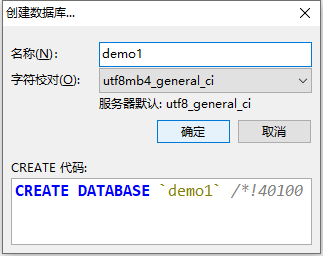 创建数据库...
名称(N):
demo1
字符校对(O):
utf8mb4_general_ci
服务器默认: utf8_general_ci
确定
取消
CREATE 代码:
CREATE DATABASE `demo1` /*!40100